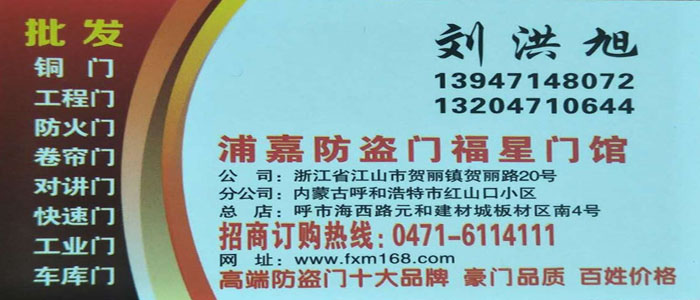 批发
铜 门
工程门
防火门
卷帘门
对讲门
快速门
工业门
车库门
刘洪旭
13947148072
13204710644
浦嘉防盗门福星门馆
公 司：浙江省江山市贺丽镇贺丽路20号
分公司：内蒙古呼和浩特市红山口小区
总 店：呼市海西路元和建材城板材区南4号
招商订购热线：0471-6114111
网 址：www.fxm168.com
高端防盗门十大品牌 豪门品质 百姓价格